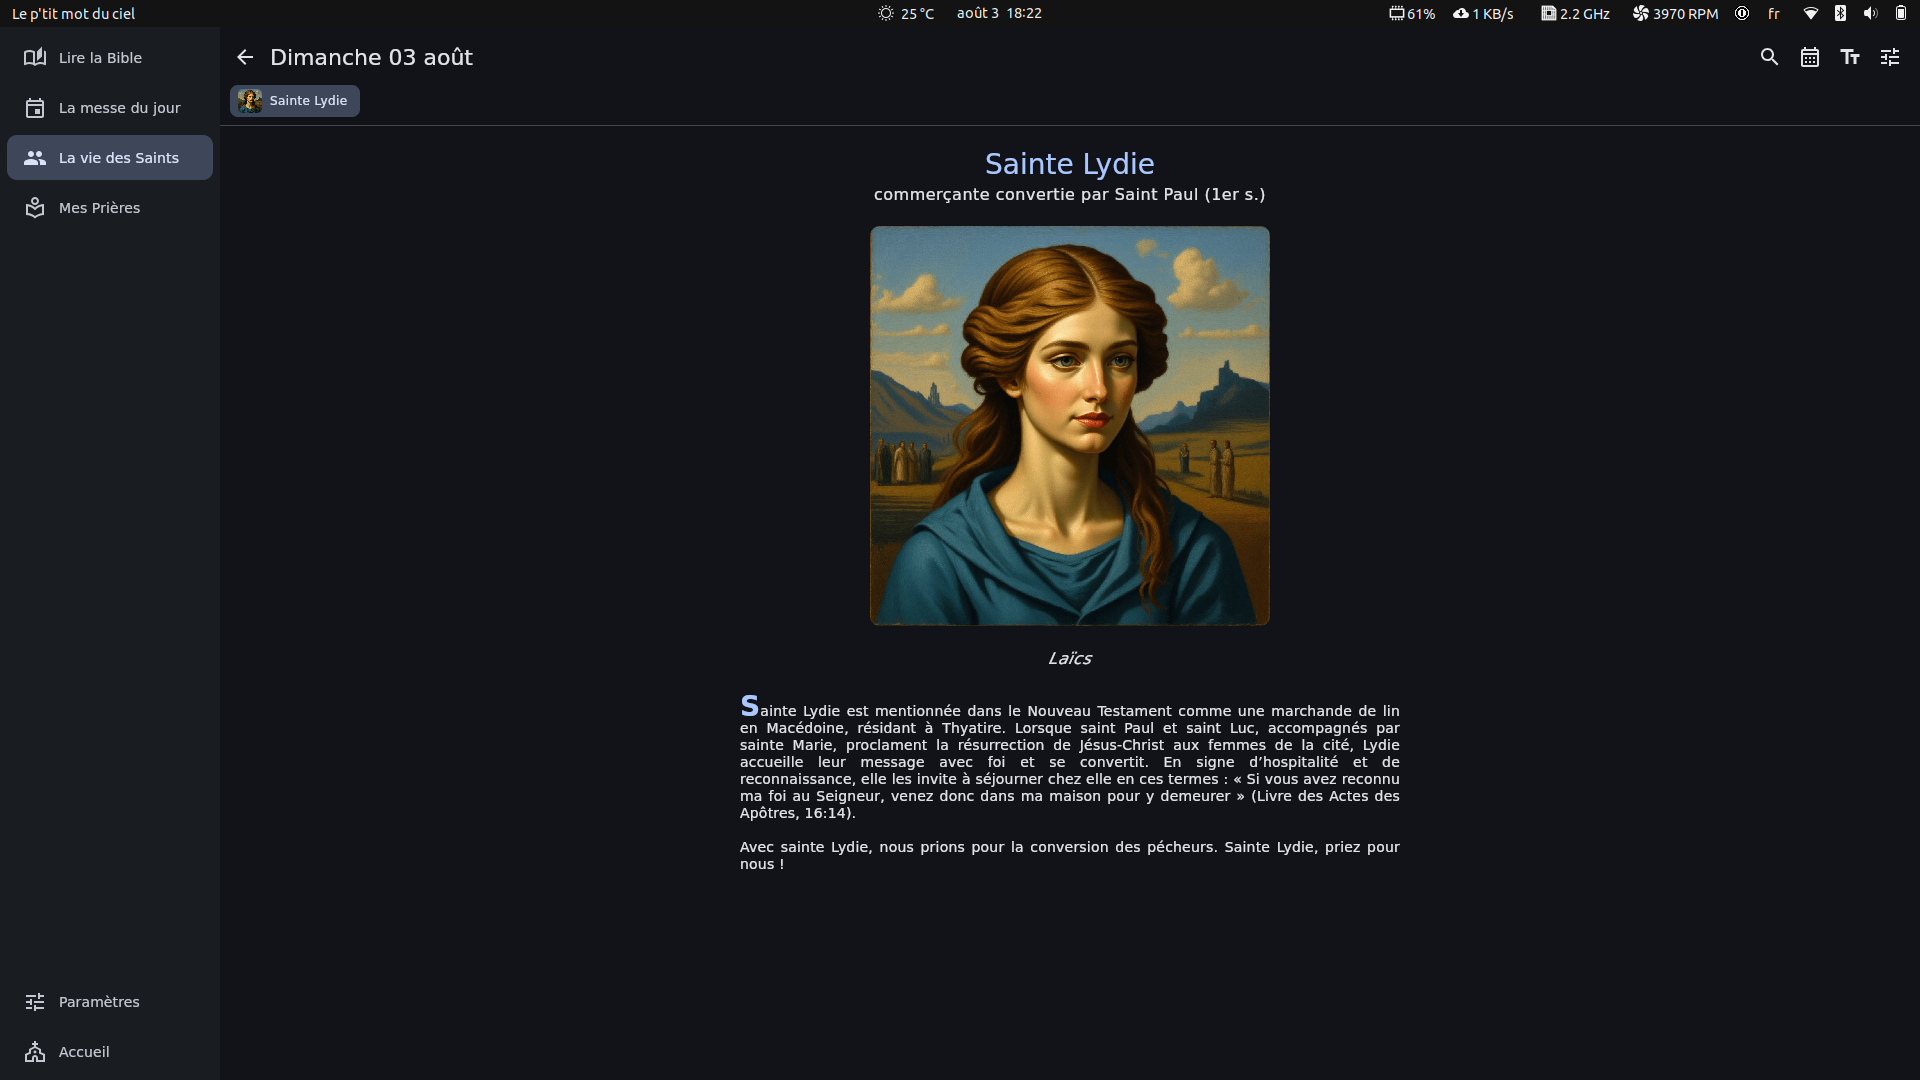 Le p'tit mot du ciel
25 °C
août 3 18:22
61%
1 KB/s
2.2 GHz
3970 RPM
fr
Lire la Bible
La messe du jour
La vie des Saints
Mes Prières
Paramètres
Accueil
Dimanche 03 août
Sainte Lydie
Sainte Lydie
commerçante convertie par Saint Paul (1er s.)
Laïcs
Sainte Lydie est mentionnée dans le Nouveau Testament comme une marchande de lin
en Macédoine, résidant à Thyatire. Lorsque saint Paul et saint Luc, accompagnés par
sainte Marie, proclament la résurrection de Jésus-Christ aux femmes de la cité, Lydie
accueille leur message avec foi et se convertit. En signe d’hospitalité et de
reconnaissance, elle les invite à séjourner chez elle en ces termes : « Si vous avez reconnu
ma foi au Seigneur, venez donc dans ma maison pour y demeurer » (Livre des Actes des
Apôtres, 16:14).
Avec sainte Lydie, nous prions pour la conversion des pécheurs. Sainte Lydie, priez pour
nous !